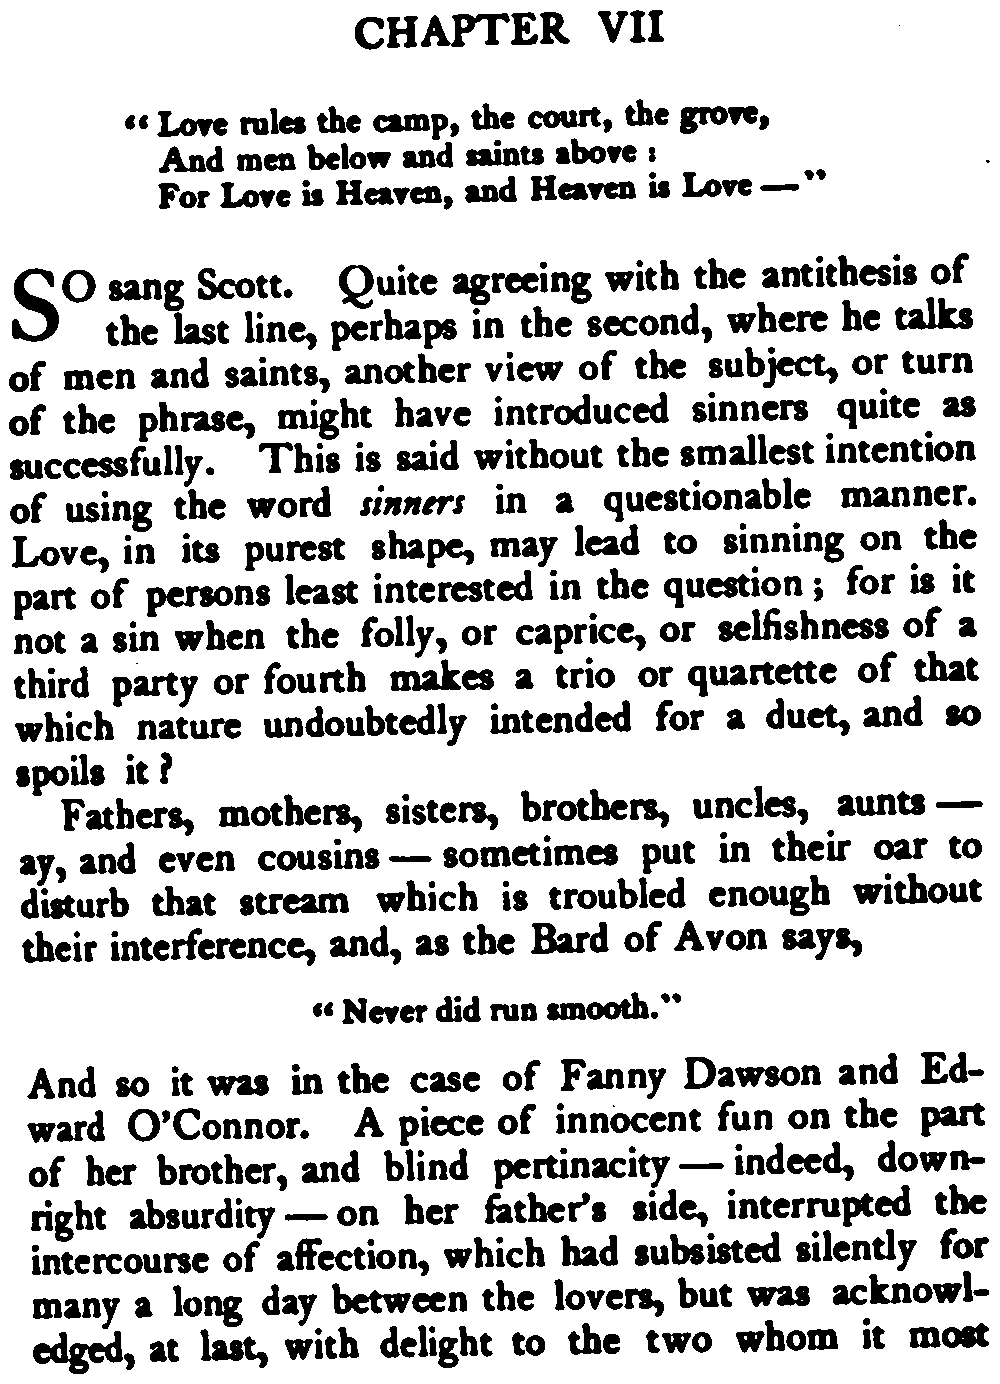 CHAPTER VII
“Love rules the camp, the court, the grove,
And men below and saints above:
For Love is Heaven, and Heaven is Love—”
SO sang Scott. Quite agreeing with the antithesis of
the last line, perhaps in the second, where he talks
of men and saints, another view of the subject, or turn
of the phrase, might have introduced sinners quite as
successfully. This is said without the smallest intention
of using the word sinners in a questionable manner.
Love, in its purest shape, may lead to sinning on the
part of persons least interested in the question; for is it
not a sin when the folly, or caprice, or selfishness of a
third party or fourth makes a trio or quartette of that
which nature undoubtedly intended for a duet, and so
spoils it?
Fathers, mothers, sisters, brothers, uncles, aunts—
ay, and even cousins—sometimes put in their oar to
disturb that stream which is troubled enough without
their interference, and, as the Bard of Avon says,
“Never did run smooth.”
And so it was in the case of Fanny Dawson and Ed-
ward O'Connor. A piece of innocent fun on the part
of her brother, and blind pertinacity—indeed, down-
right absurdity—on her father's side, interrupted the
intercourse of affection, which had subsisted silently for
many a long day between the lovers, but was acknowl-
edged, at last, with delight to the two whom it most